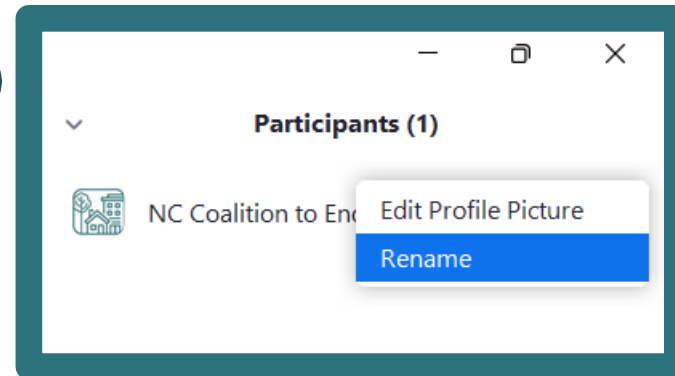 Participants (1)
NC Coalition to End
Edit Profile Picture
Rename